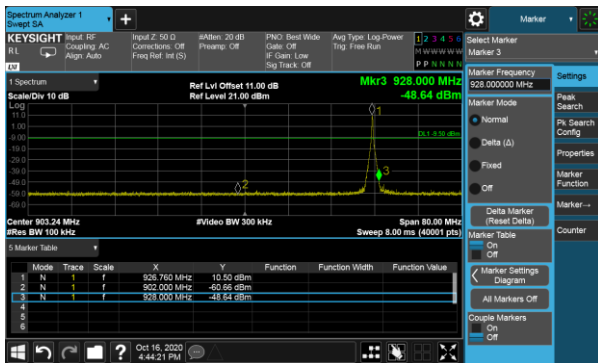 Spectrum Analyzer 1
Swept SA
Marker
KEYSIGHT
RL
Input: RF
Coupling: AC
Align: Auto
Input Z: 50 Ω
Corrections: Off
Freq Ref: Int (S)
#Atten: 20 dB
Preamp: Off
PNO: Best Wide
Gate: Off
IF Gain: Low
Sig Track: Off
Avg Type: Log-Power
Trig: Free Run
1 2 3 4 5 6
M W W W W W
P P N N N N
LXI
1 Spectrum
Scale/Div 10 dB
Log
Ref Lvl Offset 11.00 dB
Ref Level 21.00 dBm
Mkr3 928.000 MHz
-48.64 dBm
11.0
1.00
-9.00
-19.0
-29.0
-39.0
-49.0
-59.0
-69.0
1
DL1 -9.50 dBm
3
2
Center 903.24 MHz
#Res BW 100 kHz
#Video BW 300 kHz
Span 80.00 MHz
Sweep 8.00 ms (40001 pts)
5 Marker Table
Mode Trace Scale X Y Function Function Width Function Value
1 N 1 f 926.760 MHz 10.50 dBm
2 N 1 f 902.000 MHz -60.66 dBm
3 N 1 f 928.000 MHz -48.64 dBm
4
5
6
Select Marker
Marker 3
Marker Frequency
928.000000 MHz
Marker Mode
Normal
Delta (Δ)
Fixed
Off
Delta Marker
(Reset Delta)
Marker Table
On
Off
Marker Settings
Diagram
All Markers Off
Couple Markers
On
Off
Settings
Peak
Search
Pk Search
Config
Properties
Marker
Function
Marker→
Counter
?
Oct 16, 2020
4:44:21 PM